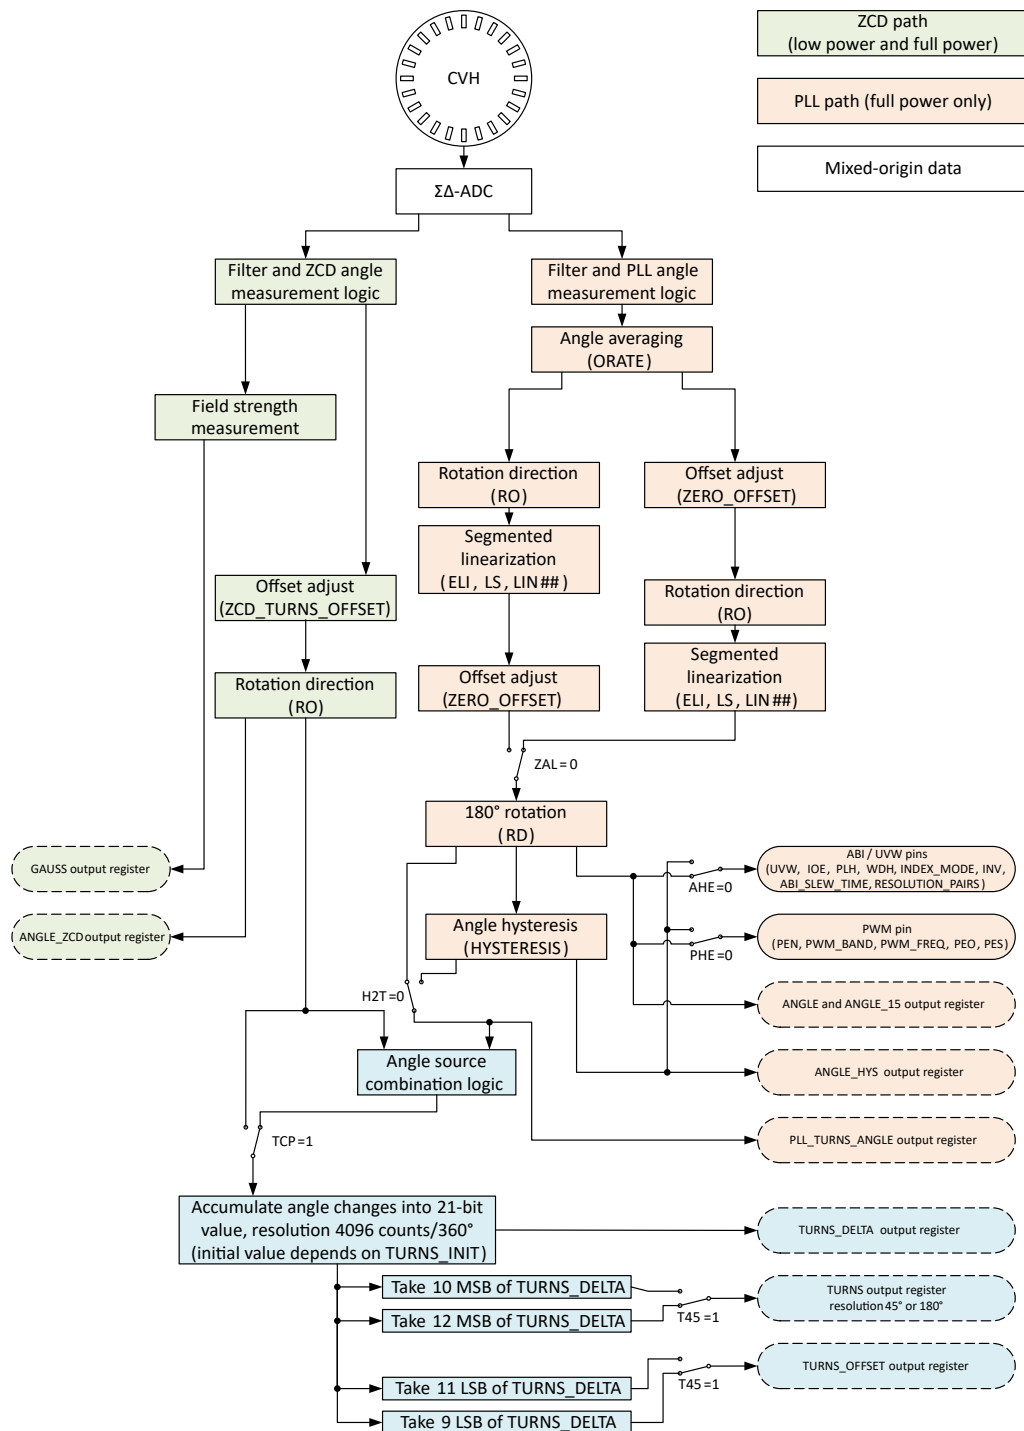 CVH
ZCD path
(low power and full power)
PLL path (full power only)
Mixed-origin data
ΣΔ-ADC
Filter and ZCD angle
measurement logic
Filter and PLL angle
measurement logic
Angle averaging
(ORATE)
Field strength
measurement
Rotation direction
(RO)
Offset adjust
(ZERO_OFFSET)
Segmented
linearization
(ELI, LS, LIN##)
Offset adjust
(ZCD_TURNS_OFFSET)
Rotation direction
(RO)
Rotation direction
(RO)
Offset adjust
(ZERO_OFFSET)
Segmented
linearization
(ELI, LS, LIN##)
ZAL=0
180° rotation
(RD)
GAUSS output register
ABI / UVW pins
(UVW, IOE, PLH, WDH, INDEX_MODE, INV,
ABI_SLEW_TIME, RESOLUTION_PAIRS)
AHE=0
ANGLE_ZCD output register
Angle hysteresis
(HYSTERESIS)
PWM pin
(PEN, PWM_BAND, PWM_FREQ, PEO, PES)
PHE=0
H2T=0
ANGLE and ANGLE_15 output register
Angle source
combination logic
ANGLE_HYS output register
TCP=1
PLL_TURNS_ANGLE output register
Accumulate angle changes into 21-bit
value, resolution 4096 counts/360°
(initial value depends on TURNS_INIT)
TURNS_DELTA output register
Take 10 MSB of TURNS_DELTA
TURNS output register
resolution 45° or 180°
Take 12 MSB of TURNS_DELTA
T45=1
TURNS_OFFSET output register
Take 11 LSB of TURNS_DELTA
T45=1
Take 9 LSB of TURNS_DELTA